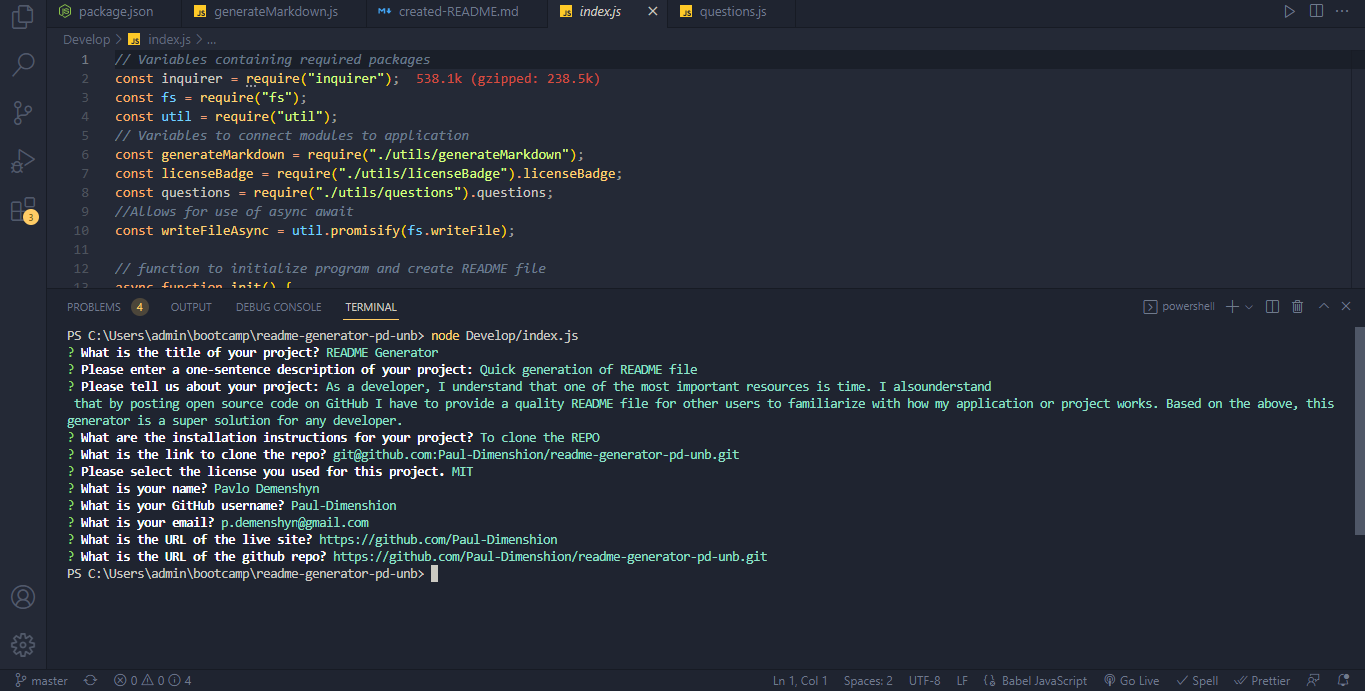 package.json JS generateMarkdown.js M↓ created-README.md JS index.js JS questions.js
Develop > JS index.js > ...
1 // Variables containing required packages
2 const inquirer = require("inquirer"); 538.1k (gzipped: 238.5k)
3 const fs = require("fs");
4 const util = require("util");
5 // Variables to connect modules to application
6 const generateMarkdown = require("./utils/generateMarkdown");
7 const licenseBadge = require("./utils/licenseBadge").licenseBadge;
8 const questions = require("./utils/questions").questions;
9 //Allows for use of async await
10 const writeFileAsync = util.promisify(fs.writeFile);
11
12 // function to initialize program and create README file
13 async function init() {
3
PROBLEMS 4 OUTPUT DEBUG CONSOLE TERMINAL powershell
PS C:\Users\admin\bootcamp\readme-generator-pd-unb> node Develop/index.js
? What is the title of your project? README Generator
? Please enter a one-sentence description of your project: Quick generation of README file
? Please tell us about your project: As a developer, I understand that one of the most important resources is time. I alsounderstand
that by posting open source code on GitHub I have to provide a quality README file for other users to familiarize with how my application or project works. Based on the above, this
generator is a super solution for any developer.
? What are the installation instructions for your project? To clone the REPO
? What is the link to clone the repo? git@github.com:Paul-Dimenshion/readme-generator-pd-unb.git
? Please select the license you used for this project. MIT
? What is your name? Pavlo Demenshyn
? What is your GitHub username? Paul-Dimenshion
? What is your email? p.demenshyn@gmail.com
? What is the URL of the live site? https://github.com/Paul-Dimenshion
? What is the URL of the github repo? https://github.com/Paul-Dimenshion/readme-generator-pd-unb.git
PS C:\Users\admin\bootcamp\readme-generator-pd-unb>
master 0 0 4 Ln 1, Col 1 Spaces: 2 UTF-8 LF Babel JavaScript Go Live Spell Prettier